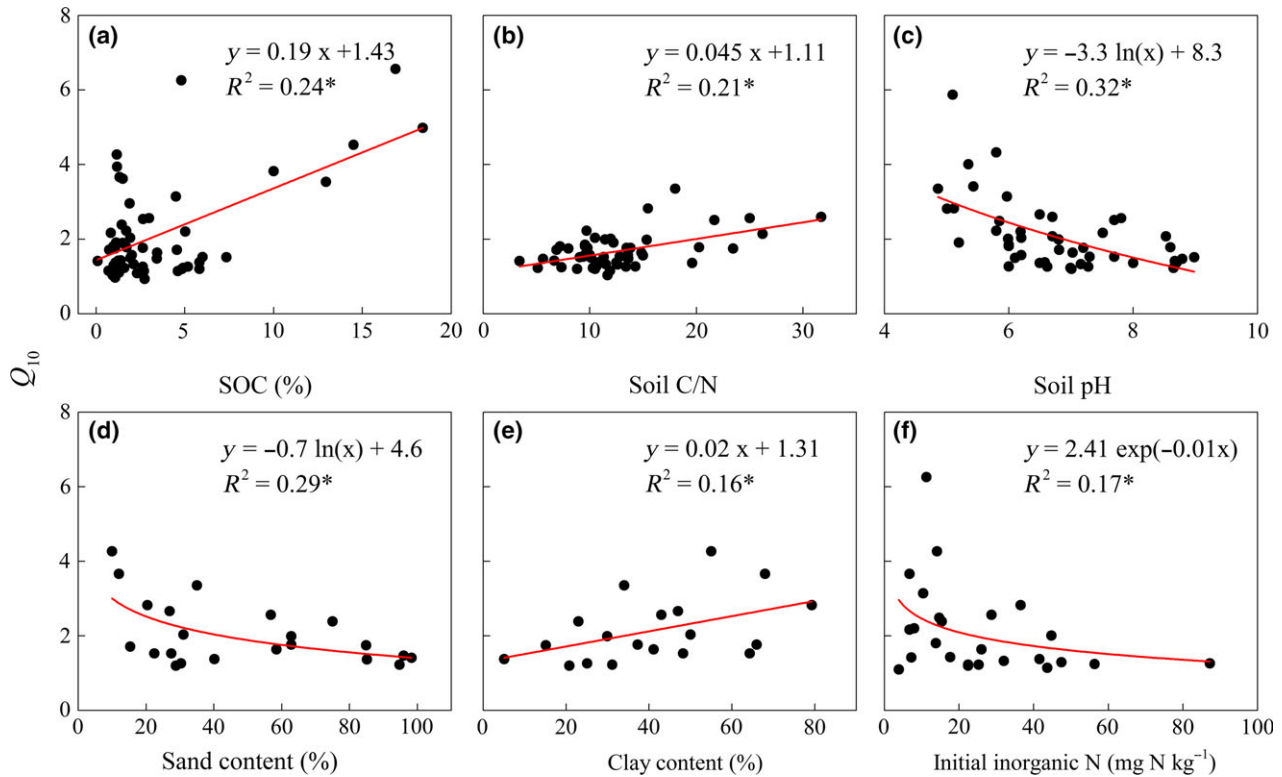 (a)
y = 0.19 x +1.43
R² = 0.24*
8
6
4
2
0
0 5 10 15 20
SOC (%)
(b)
y = 0.045 x +1.11
R² = 0.21*
0 10 20 30
Soil C/N
(c)
y = –3.3 ln(x) + 8.3
R² = 0.32*
4 6 8 10
Soil pH
Q₁₀
(d)
y = –0.7 ln(x) + 4.6
R² = 0.29*
8
6
4
2
0
0 20 40 60 80 100
Sand content (%)
(e)
y = 0.02 x + 1.31
R² = 0.16*
0 20 40 60 80
Clay content (%)
(f)
y = 2.41 exp(–0.01x)
R² = 0.17*
0 20 40 60 80 100
Initial inorganic N (mg N kg⁻¹)